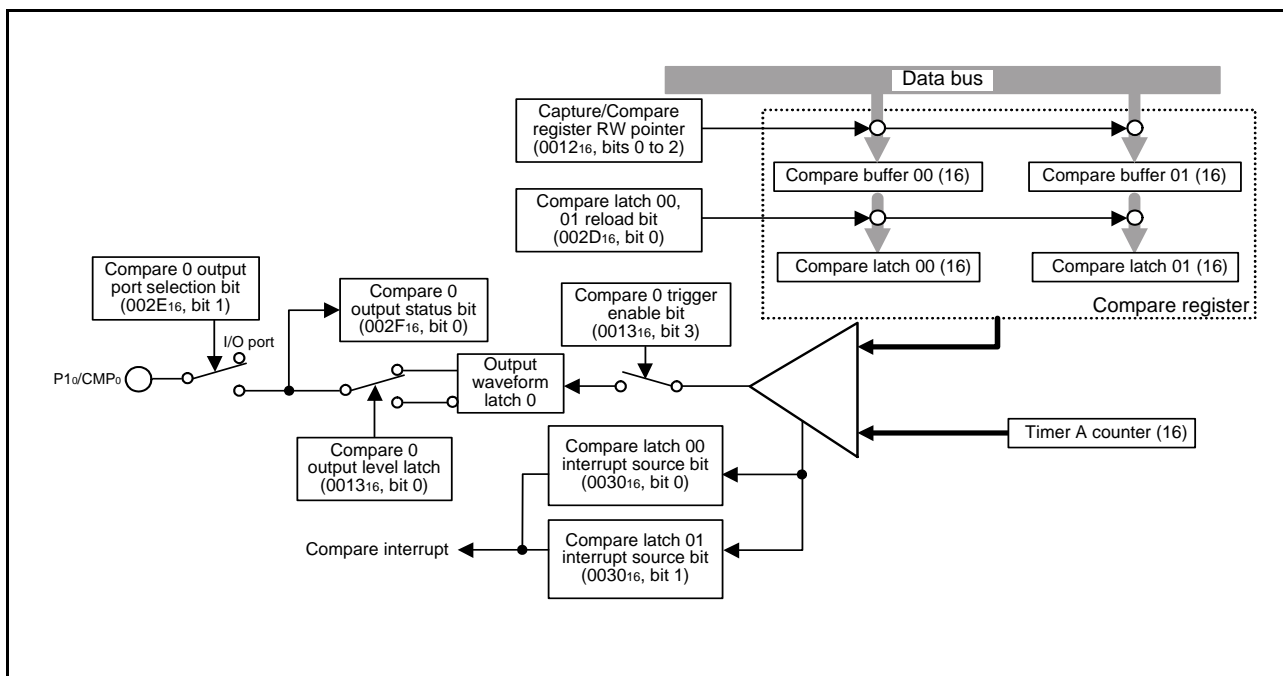 Data bus
Capture/Compare
register RW pointer
(0012₁₆, bits 0 to 2)
Compare buffer 00 (16)
Compare buffer 01 (16)
Compare latch 00,
01 reload bit
(002D₁₆, bit 0)
Compare latch 00 (16)
Compare latch 01 (16)
Compare register
Compare 0 output
port selection bit
(002E₁₆, bit 1)
Compare 0
output status bit
(002F₁₆, bit 0)
Compare 0 trigger
enable bit
(0013₁₆, bit 3)
I/O port
P1₀/CMP₀
Output
waveform
latch 0
Timer A counter (16)
Compare 0
output level latch
(0013₁₆, bit 0)
Compare latch 00
interrupt source bit
(0030₁₆, bit 0)
Compare latch 01
interrupt source bit
(0030₁₆, bit 1)
Compare interrupt